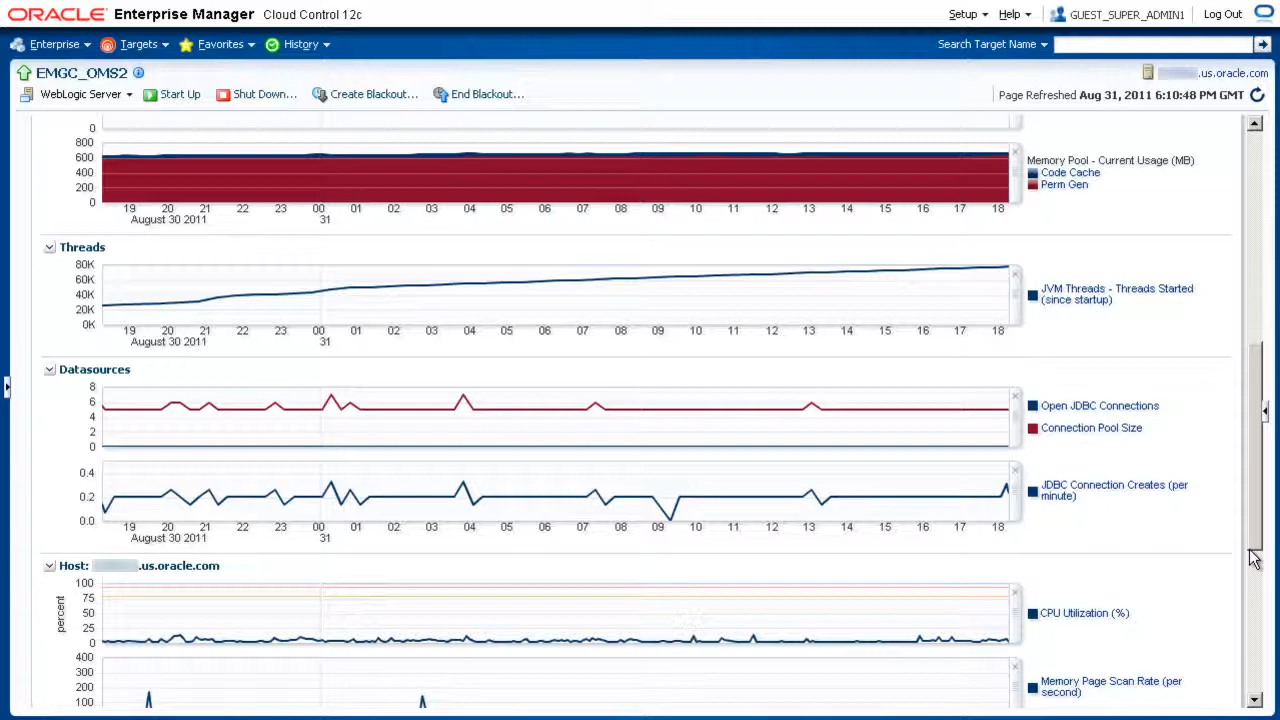 ORACLE Enterprise Manager Cloud Control 12c
Setup Help GUEST_SUPER_ADMIN1 Log Out
Enterprise Targets Favorites History Search Target Name
EMGC_OMS2 .us.oracle.com
WebLogic Server Start Up Shut Down... Create Blackout... End Blackout... Page Refreshed Aug 31, 2011 6:10:48 PM GMT
0
800
600
400
200
0
19 20 21 22 23 00 01 02 03 04 05 06 07 08 09 10 11 12 13 14 15 16 17 18
August 30 2011 31
Memory Pool - Current Usage (MB)
Code Cache
Perm Gen
Threads
80K
60K
40K
20K
0K
19 20 21 22 23 00 01 02 03 04 05 06 07 08 09 10 11 12 13 14 15 16 17 18
August 30 2011 31
JVM Threads - Threads Started
(since startup)
Datasources
8
6
4
2
0
Open JDBC Connections
Connection Pool Size
0.4
0.2
0.0
19 20 21 22 23 00 01 02 03 04 05 06 07 08 09 10 11 12 13 14 15 16 17 18
August 30 2011 31
JDBC Connection Creates (per
minute)
Host: .us.oracle.com
100
75
50
25
0
percent
CPU Utilization (%)
400
300
200
100
Memory Page Scan Rate (per
second)